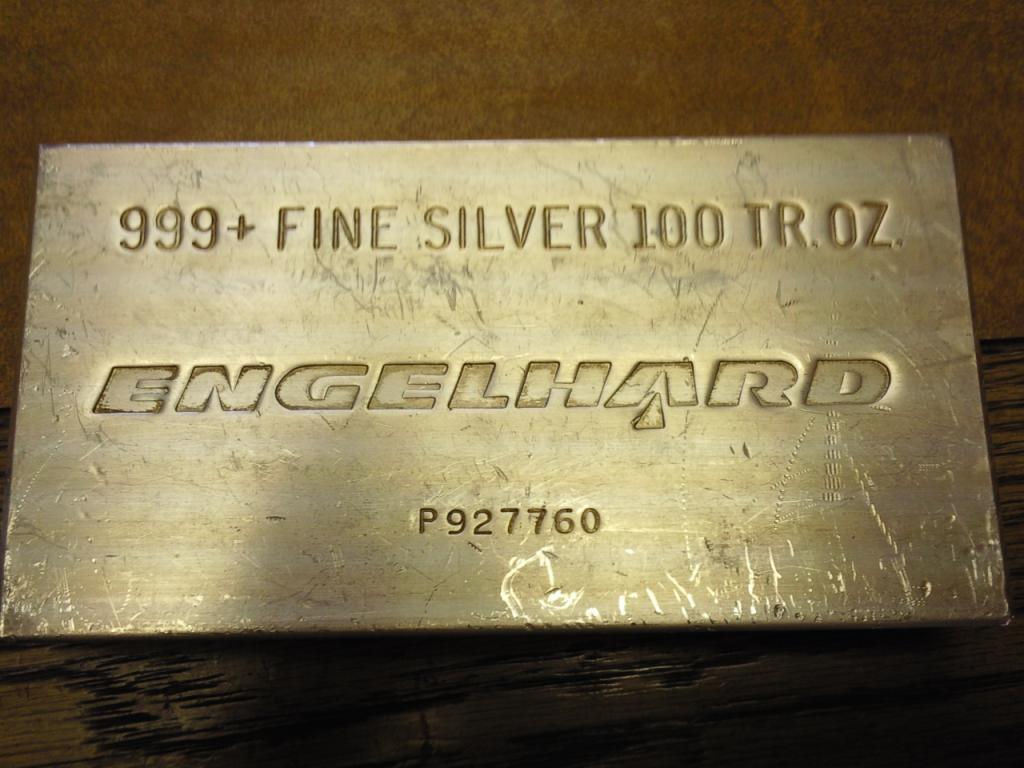 999+ FINE SILVER 100 TR.OZ.
ENGELHARD
P927760